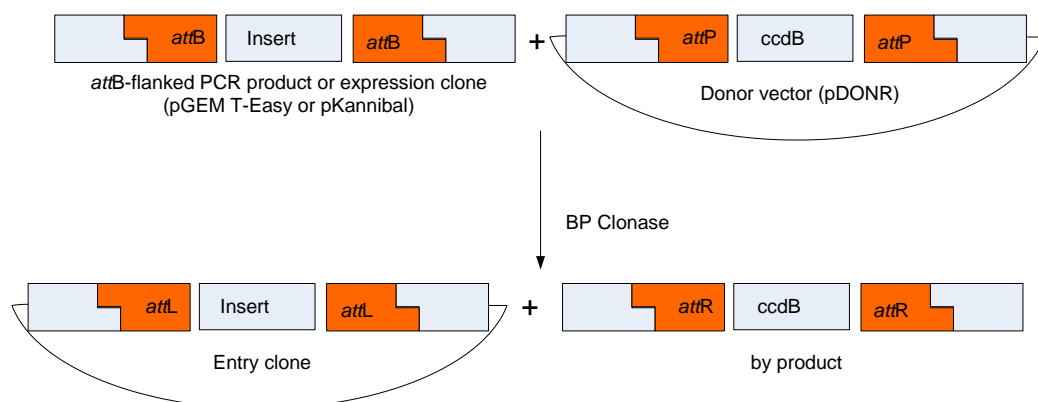 attB Insert attB + attP ccdB attP
attB-flanked PCR product or expression clone
(pGEM T-Easy or pKannibal)
Donor vector (pDONR)
BP Clonase
attL Insert attL + attR ccdB attR
Entry clone
by product